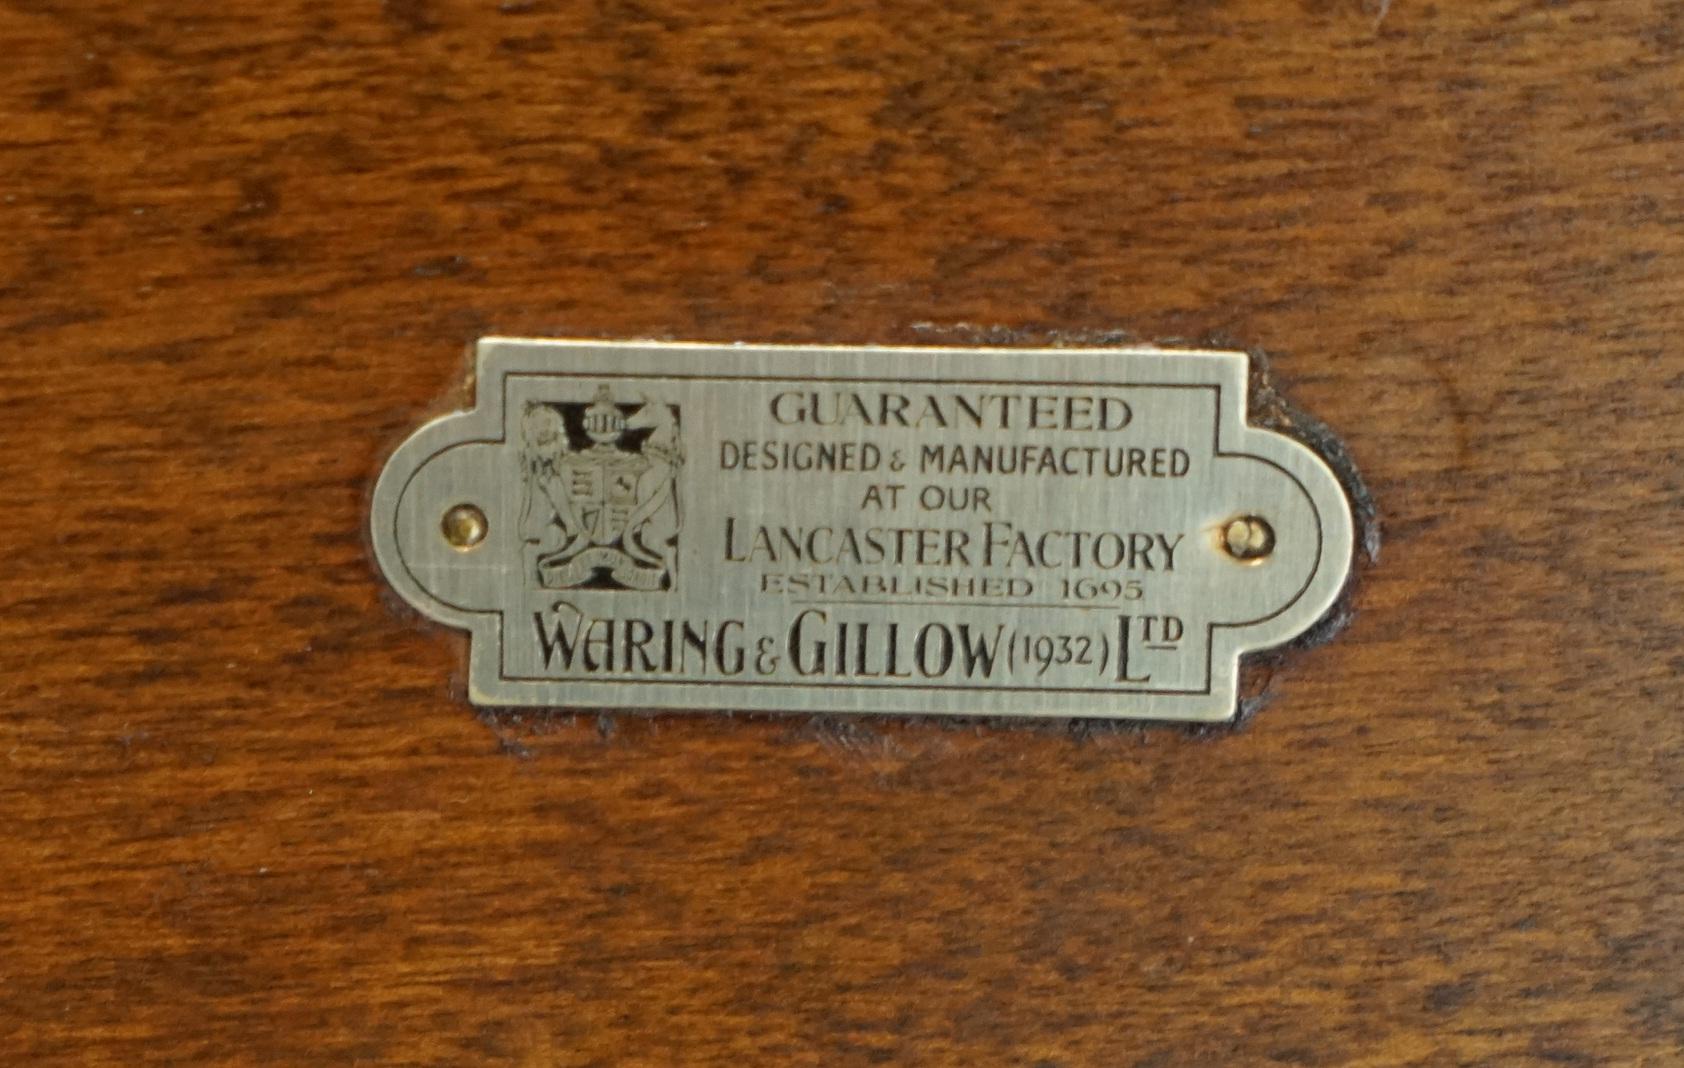 GUARANTEED
DESIGNED & MANUFACTURED
AT OUR
LANCASTER FACTORY
ESTABLISHED 1695
WARING & GILLOW (1932) LTD